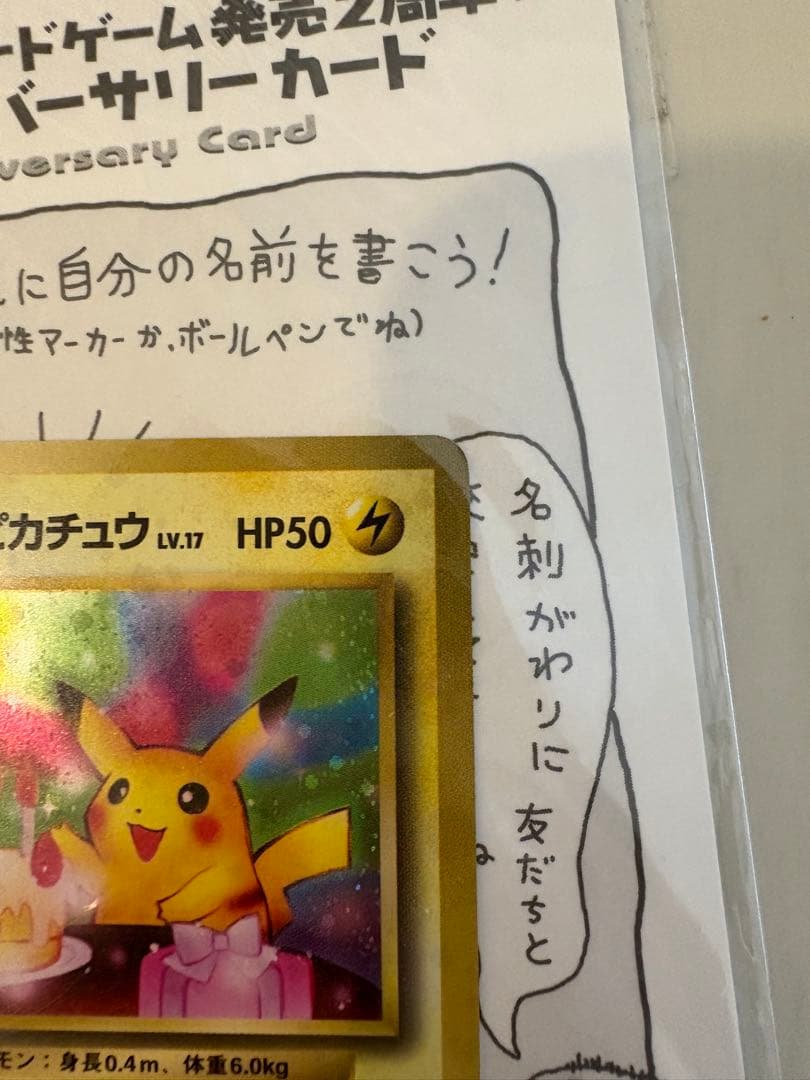 ードゲーム発売2周年
バーサリーカード
versary Card
に自分の名前を書こう!
性マーカーか、ボールペンでね)
ピカチュウ LV.17 HP50
名刺がわりに友だちと
ね
モン:身長0.4m、体重6.0kg